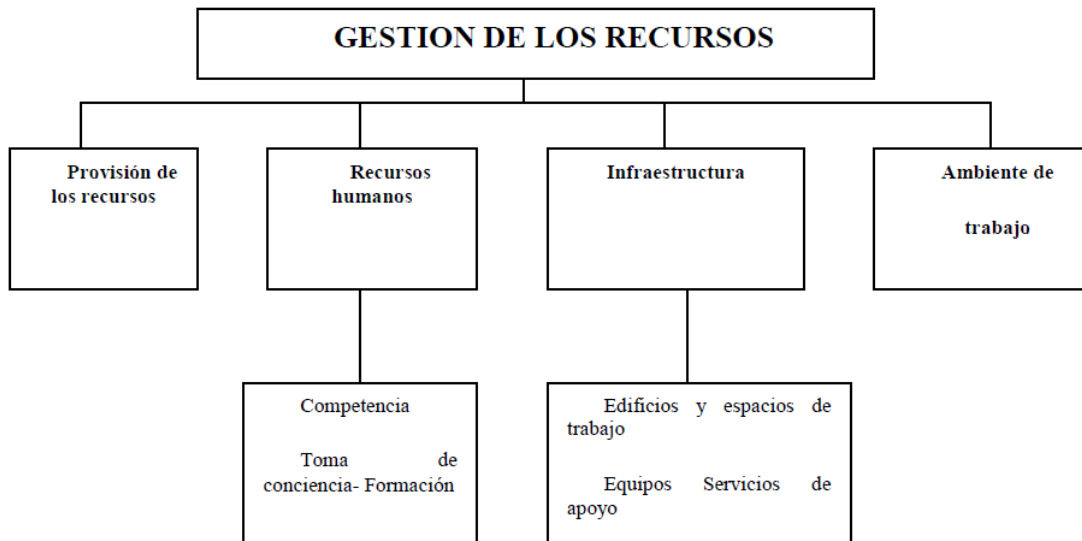 GESTION DE LOS RECURSOS
Provisión de
los recursos
Recursos
humanos
Infraestructura
Ambiente de
trabajo
Competencia
Toma de
conciencia- Formación
Edificios y espacios de
trabajo
Equipos Servicios de
apoyo